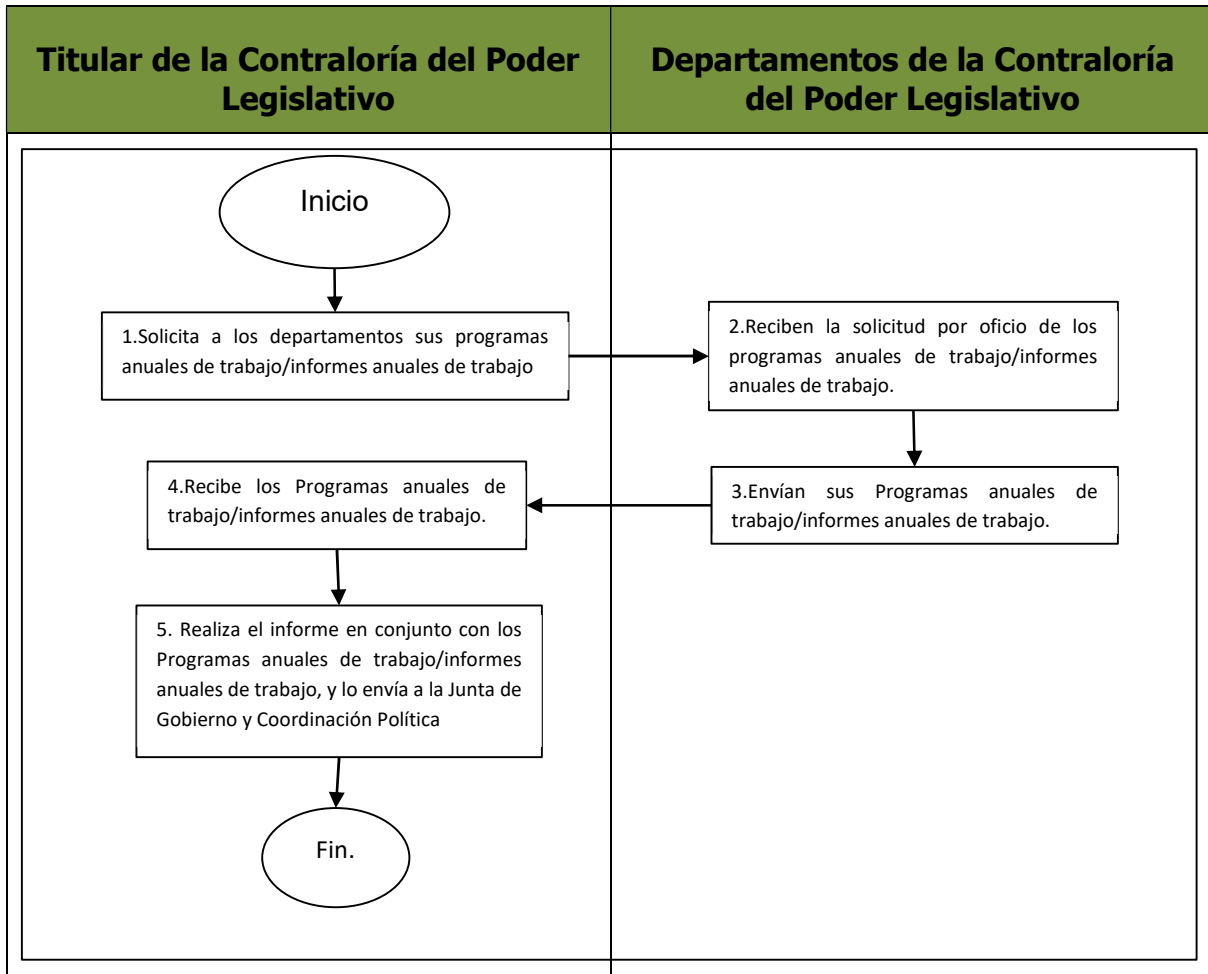 Titular de la Contraloría del Poder
Legislativo
Departamentos de la Contraloría
del Poder Legislativo
Inicio
1.Solicita a los departamentos sus programas
anuales de trabajo/informes anuales de trabajo
2.Reciben la solicitud por oficio de los
programas anuales de trabajo/informes
anuales de trabajo.
3.Envían sus Programas anuales de
trabajo/informes anuales de trabajo.
4.Recibe los Programas anuales de
trabajo/informes anuales de trabajo.
5. Realiza el informe en conjunto con los
Programas anuales de trabajo/informes
anuales de trabajo, y lo envía a la Junta de
Gobierno y Coordinación Política
Fin.